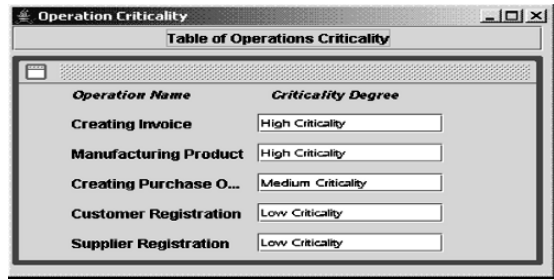 Operation Criticality
Table of Operations Criticality
Operation Name Criticality Degree
Creating Invoice High Criticality
Manufacturing Product High Criticality
Creating Purchase O... Medium Criticality
Customer Registration Low Criticality
Supplier Registration Low Criticality